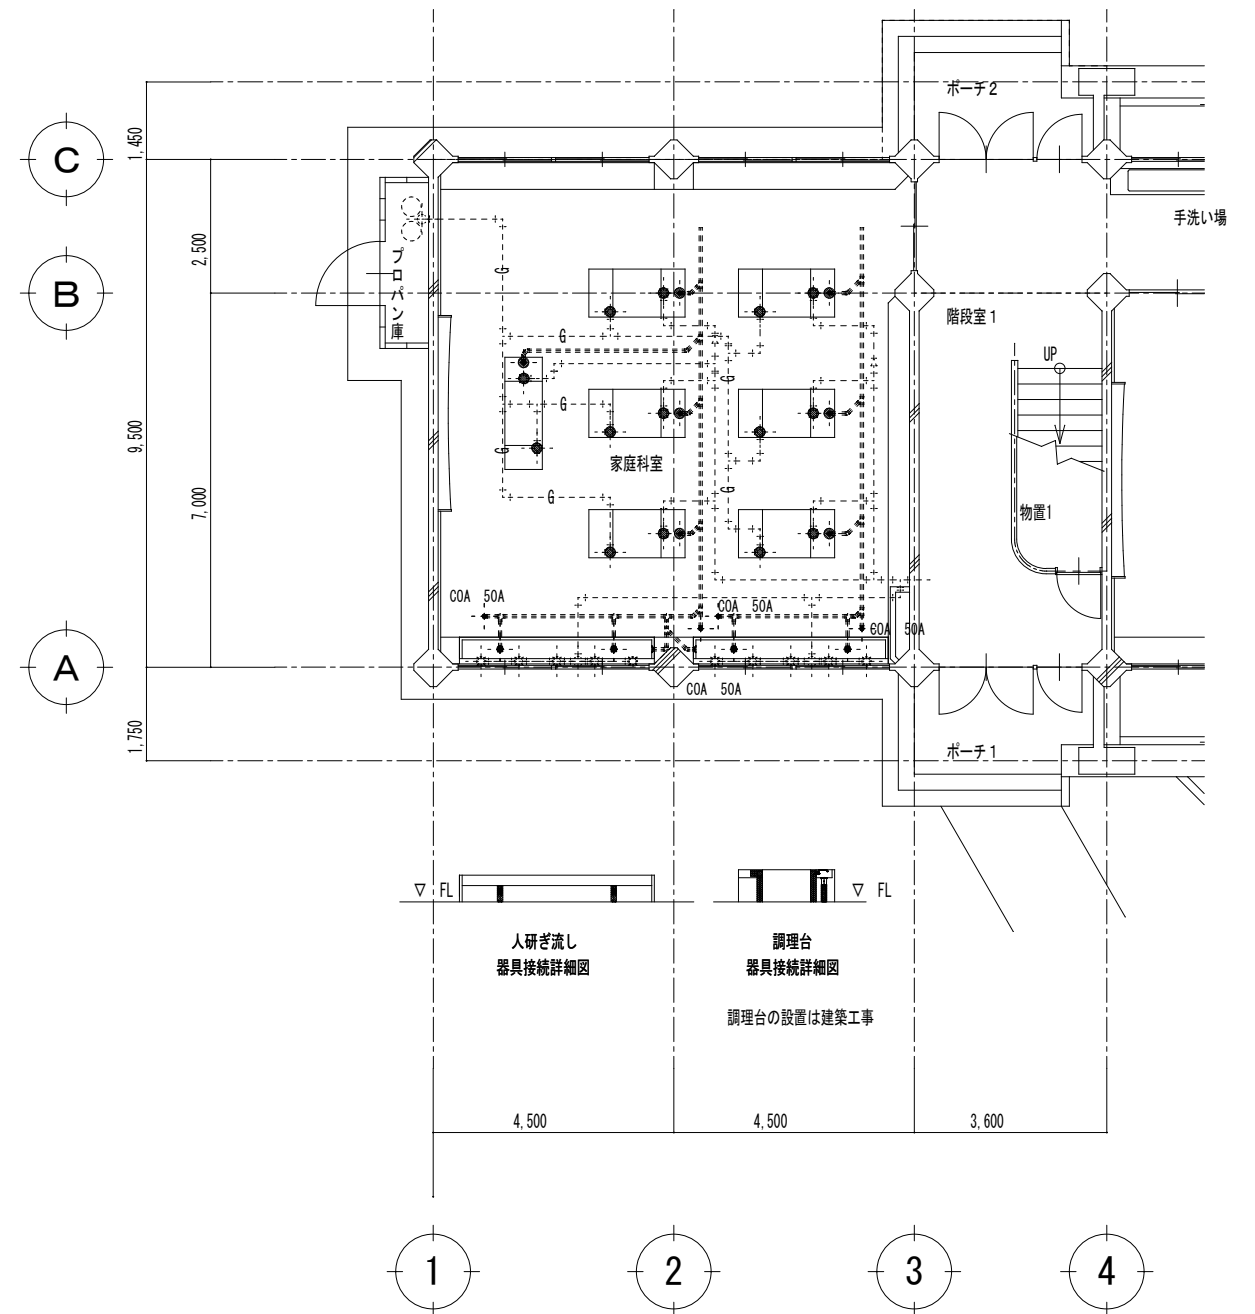 ポーチ2
C
1,450
手洗い場
2,500
プロパン庫
G
B
階段室1
G
UP
G
G
9,500
家庭科室
G
7,000
G
G
物置1
COA 50A
COA 50A
COA 50A
A
COA 50A
1,750
ポーチ1
▽ FL
▽ FL
人研ぎ流し
器具接続詳細図
調理台
器具接続詳細図
調理台の設置は建築工事
4,500
4,500
3,600
1
2
3
4